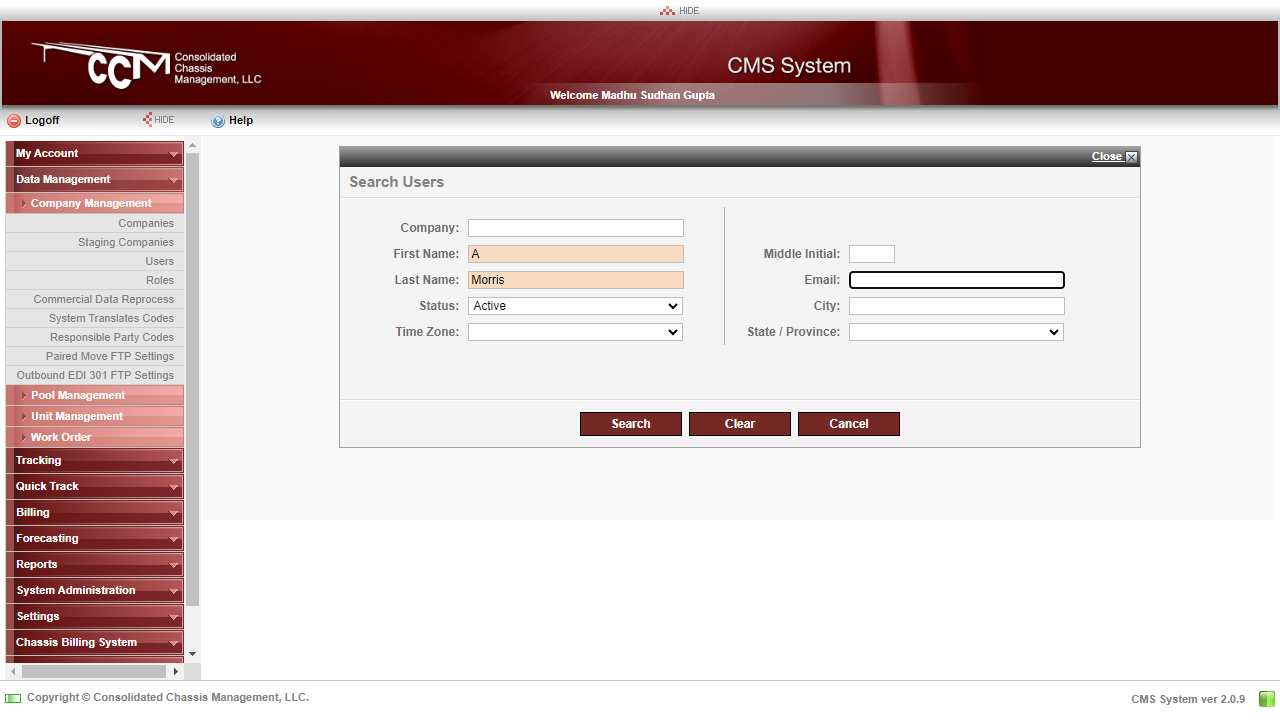 HIDE
CCM
Consolidated
Chassis
Management, LLC
CMS System
Welcome Madhu Sudhan Gupta
Logoff
HIDE
Help
My Account
Data Management
Company Management
Companies
Staging Companies
Users
Roles
Commercial Data Reprocess
System Translates Codes
Responsible Party Codes
Paired Move FTP Settings
Outbound EDI 301 FTP Settings
Pool Management
Unit Management
Work Order
Tracking
Quick Track
Billing
Forecasting
Reports
System Administration
Settings
Chassis Billing System
Close
Search Users
Company:
First Name: A
Middle Initial:
Last Name: Morris
Email:
Status: Active
City:
Time Zone:
State / Province:
Search Clear Cancel
Copyright © Consolidated Chassis Management, LLC.
CMS System ver 2.0.9